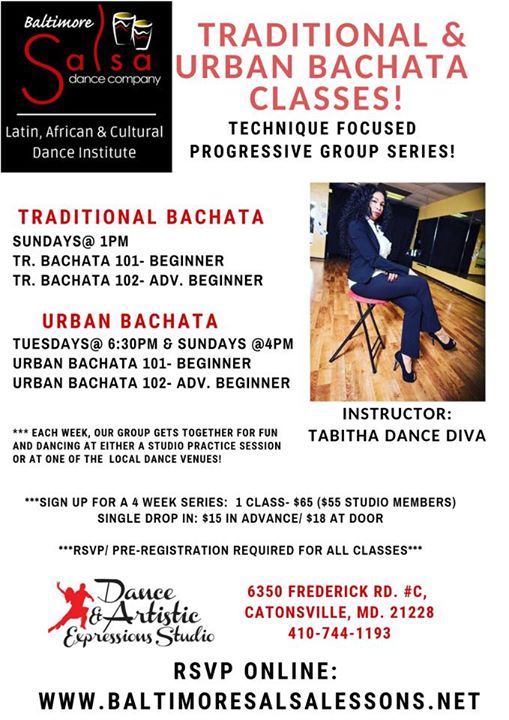 Baltimore
Salsa
dance company
Latin, African & Cultural
Dance Institute
TRADITIONAL &
URBAN BACHATA
CLASSES!
TECHNIQUE FOCUSED
PROGRESSIVE GROUP SERIES!
TRADITIONAL BACHATA
SUNDAYS@ 1PM
TR. BACHATA 101- BEGINNER
TR. BACHATA 102- ADV. BEGINNER
URBAN BACHATA
TUESDAYS@ 6:30PM & SUNDAYS @4PM
URBAN BACHATA 101- BEGINNER
URBAN BACHATA 102- ADV. BEGINNER
*** EACH WEEK, OUR GROUP GETS TOGETHER FOR FUN
AND DANCING AT EITHER A STUDIO PRACTICE SESSION
OR AT ONE OF THE LOCAL DANCE VENUES!
INSTRUCTOR:
TABITHA DANCE DIVA
***SIGN UP FOR A 4 WEEK SERIES: 1 CLASS- $65 ($55 STUDIO MEMBERS)
SINGLE DROP IN: $15 IN ADVANCE/ $18 AT DOOR
***RSVP/ PRE-REGISTRATION REQUIRED FOR ALL CLASSES***
Dance
& Artistic
Expressions Studio
6350 FREDERICK RD. #C,
CATONSVILLE, MD. 21228
410-744-1193
RSVP ONLINE:
WWW.BALTIMORESALSALESSONS.NET